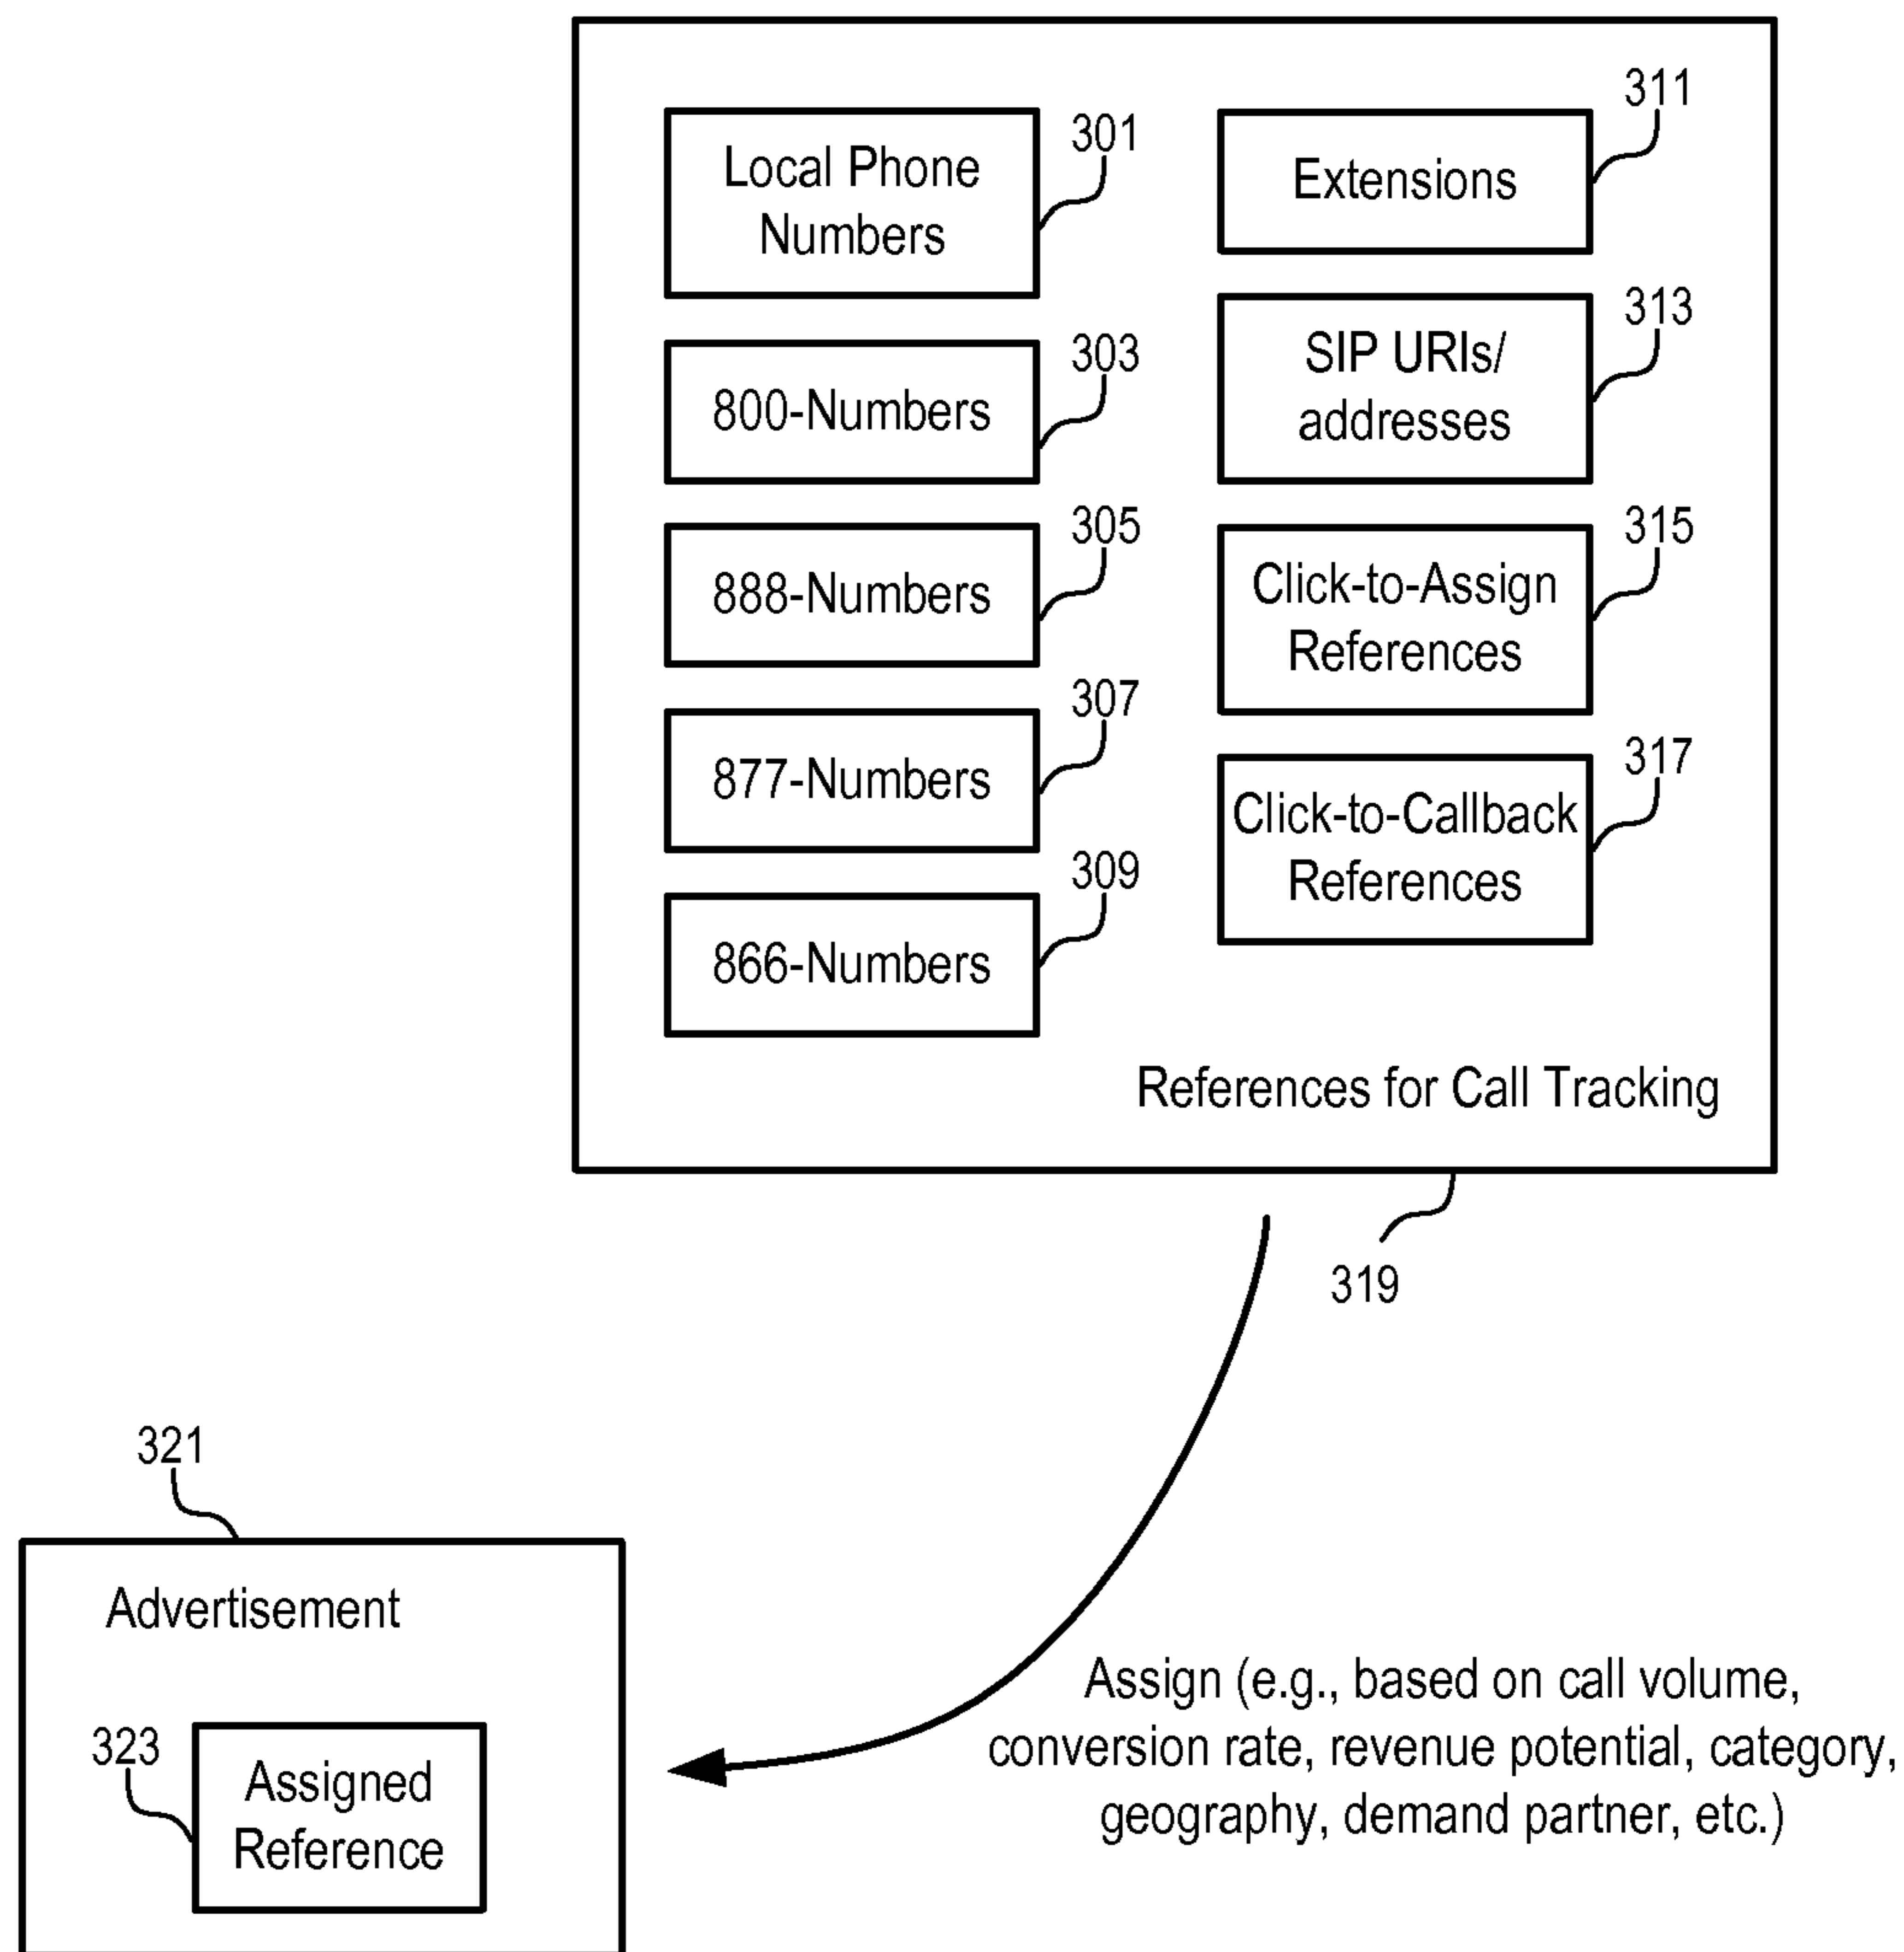 Local Phone
Numbers
301
800-Numbers
303
888-Numbers
305
877-Numbers
307
866-Numbers
309
Extensions
311
SIP URIs/
addresses
313
Click-to-Assign
References
315
Click-to-Callback
References
317
References for Call Tracking
319
321
Advertisement
323
Assigned
Reference
Assign (e.g., based on call volume,
conversion rate, revenue potential, category,
geography, demand partner, etc.)